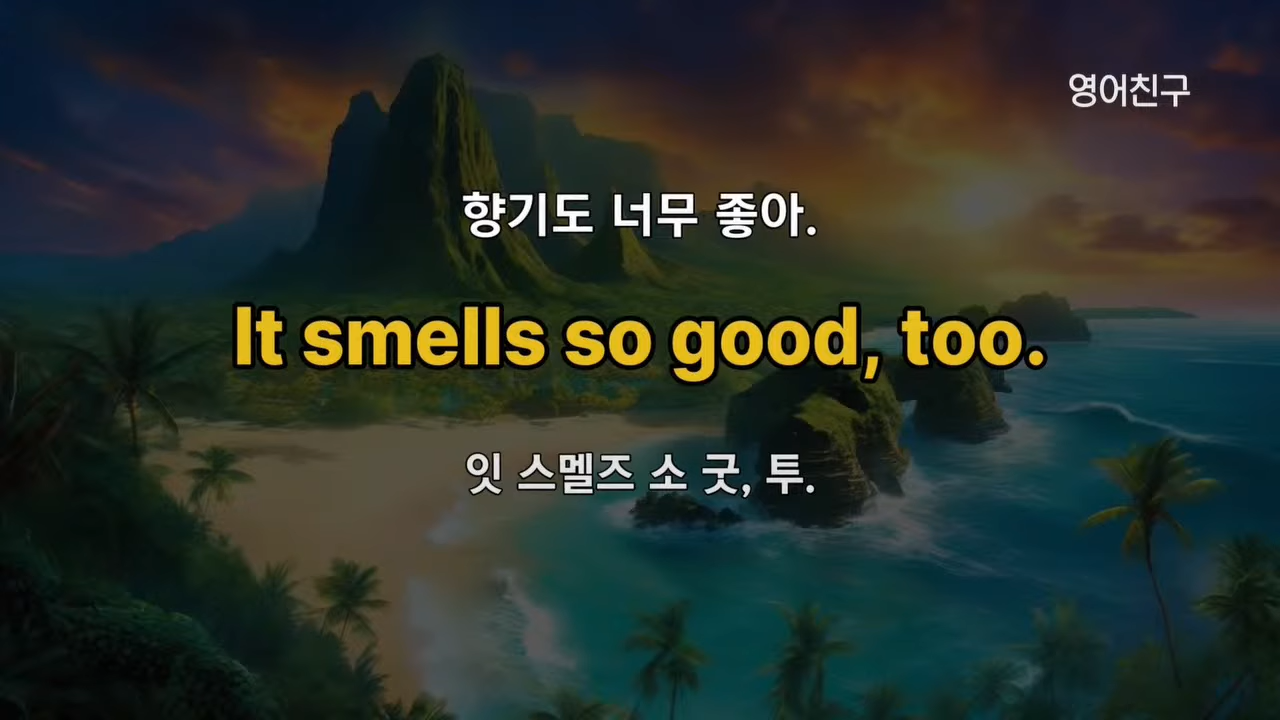 영어친구
향기도 너무 좋아.
It smells so good, too.
잇 스멜즈 소 굿, 투.